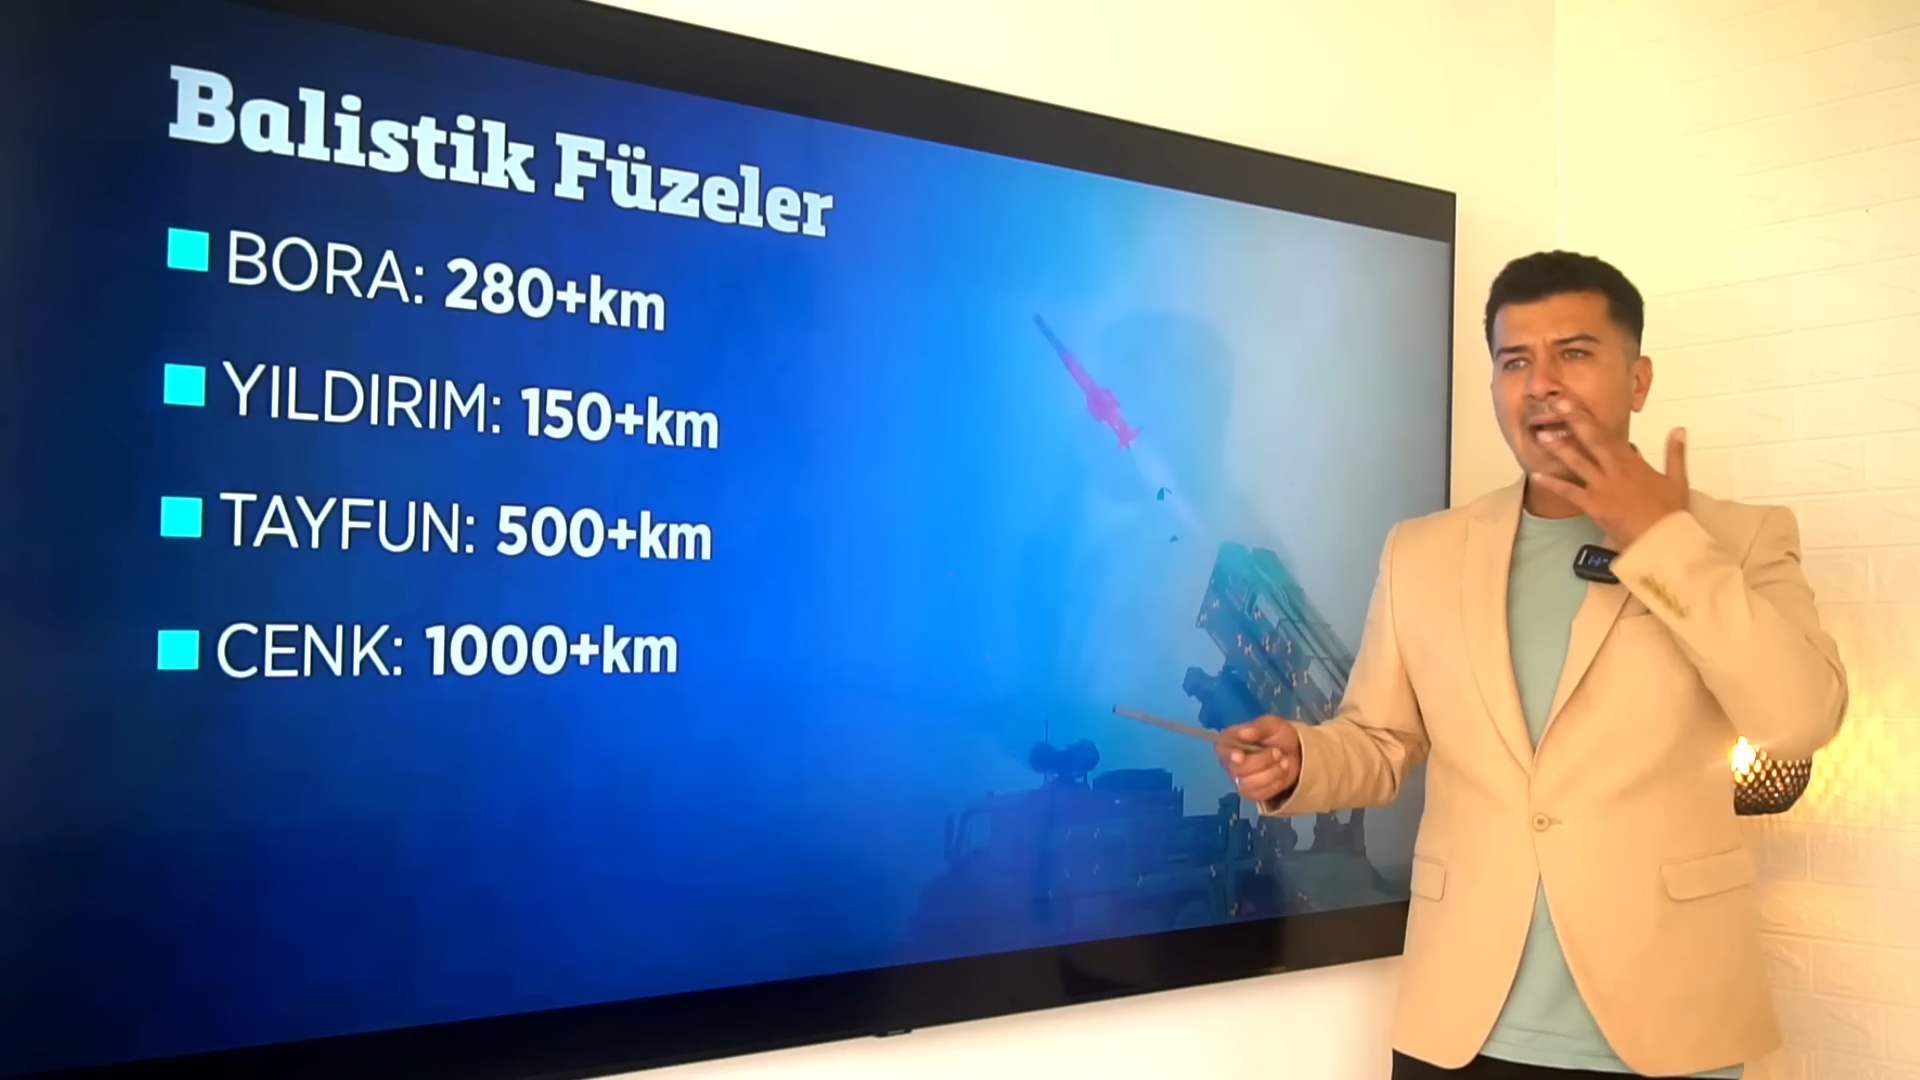 Balistik Füzeler
BORA: 280+km
YILDIRIM: 150+km
TAYFUN: 500+km
CENK: 1000+km